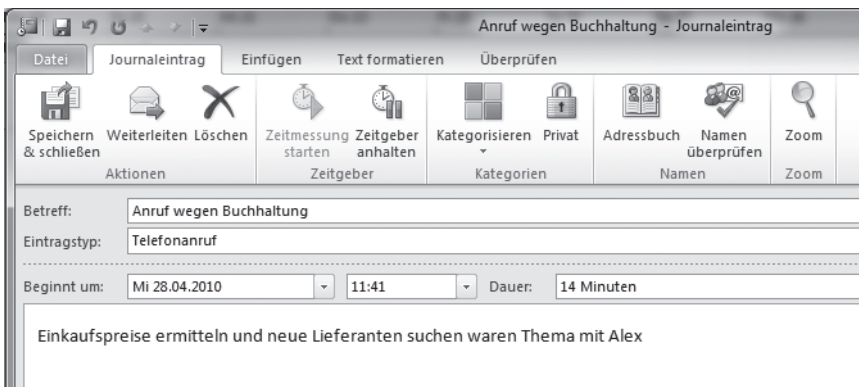 Anruf wegen Buchhaltung - Journaleintrag
Datei Journaleintrag Einfügen Text formatieren Überprüfen
Speichern & schließen Weiterleiten Löschen Zeitmessung starten Zeitgeber anhalten Kategorisieren Privat Adressbuch Namen überprüfen Zoom
Aktionen Zeitgeber Kategorien Namen Zoom
Betreff: Anruf wegen Buchhaltung
Eintragstyp: Telefonanruf
Beginnt um: Mi 28.04.2010 11:41 Dauer: 14 Minuten
Einkaufspreise ermitteln und neue Lieferanten suchen waren Thema mit Alex